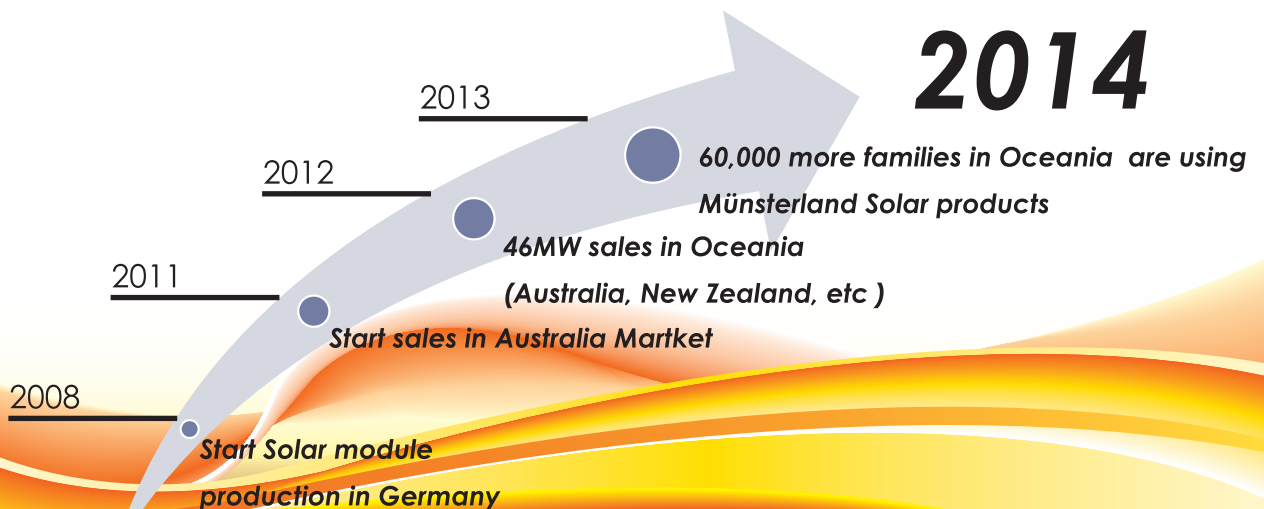 2014
2013
60,000 more families in Oceania are using
Münsterland Solar products
2012
46MW sales in Oceania
(Australia, New Zealand, etc )
2011
Start sales in Australia Martket
2008
Start Solar module
production in Germany